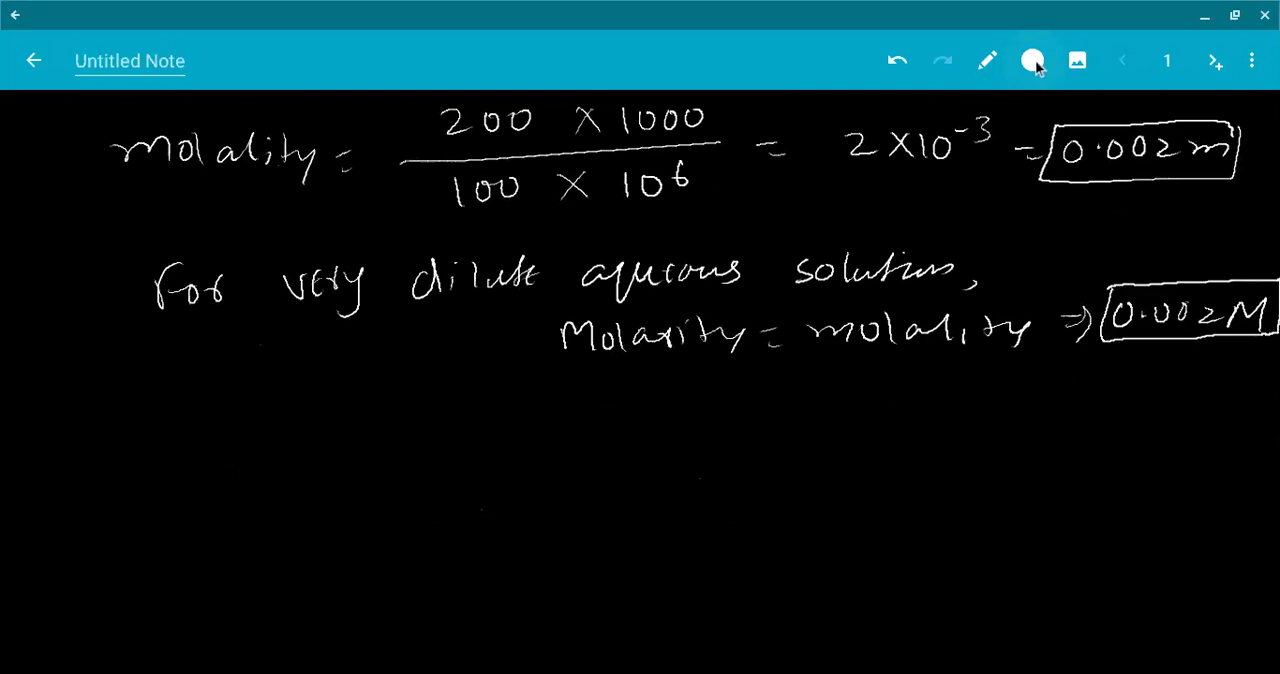 Untitled Note
1
molality = 200 X 1000 / 100 X 10⁶ = 2 X 10⁻³ = 0.002 m
For very dilute aqueous solutions,
Molarity = molality ⇒ 0.002 M